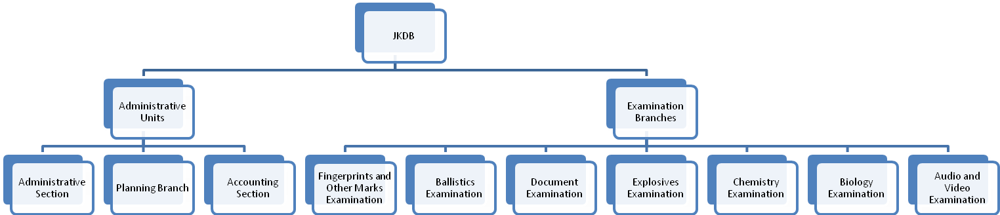 JKDB
Administrative
Units
Examination
Branches
Administrative
Section
Planning Branch
Accounting
Section
Fingerprints and
Other Marks
Examination
Ballistics
Examination
Document
Examination
Explosives
Examination
Chemistry
Examination
Biology
Examination
Audio and
Video
Examination